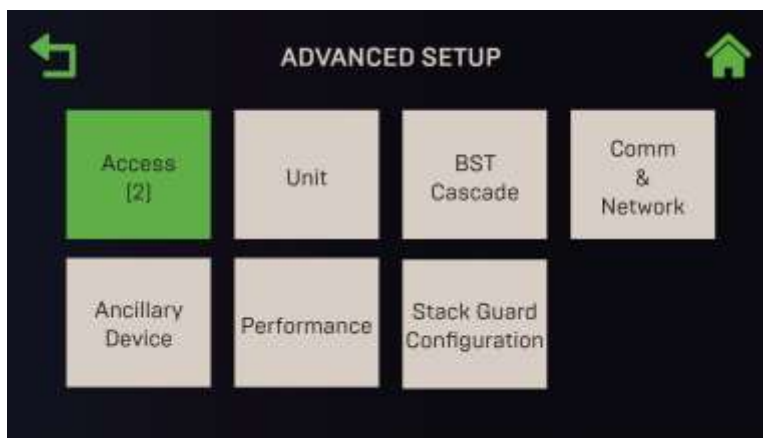 ADVANCED SETUP
Access
(2)
Unit
BST
Cascade
Comm
&
Network
Ancillary
Device
Performance
Stack Guard
Configuration